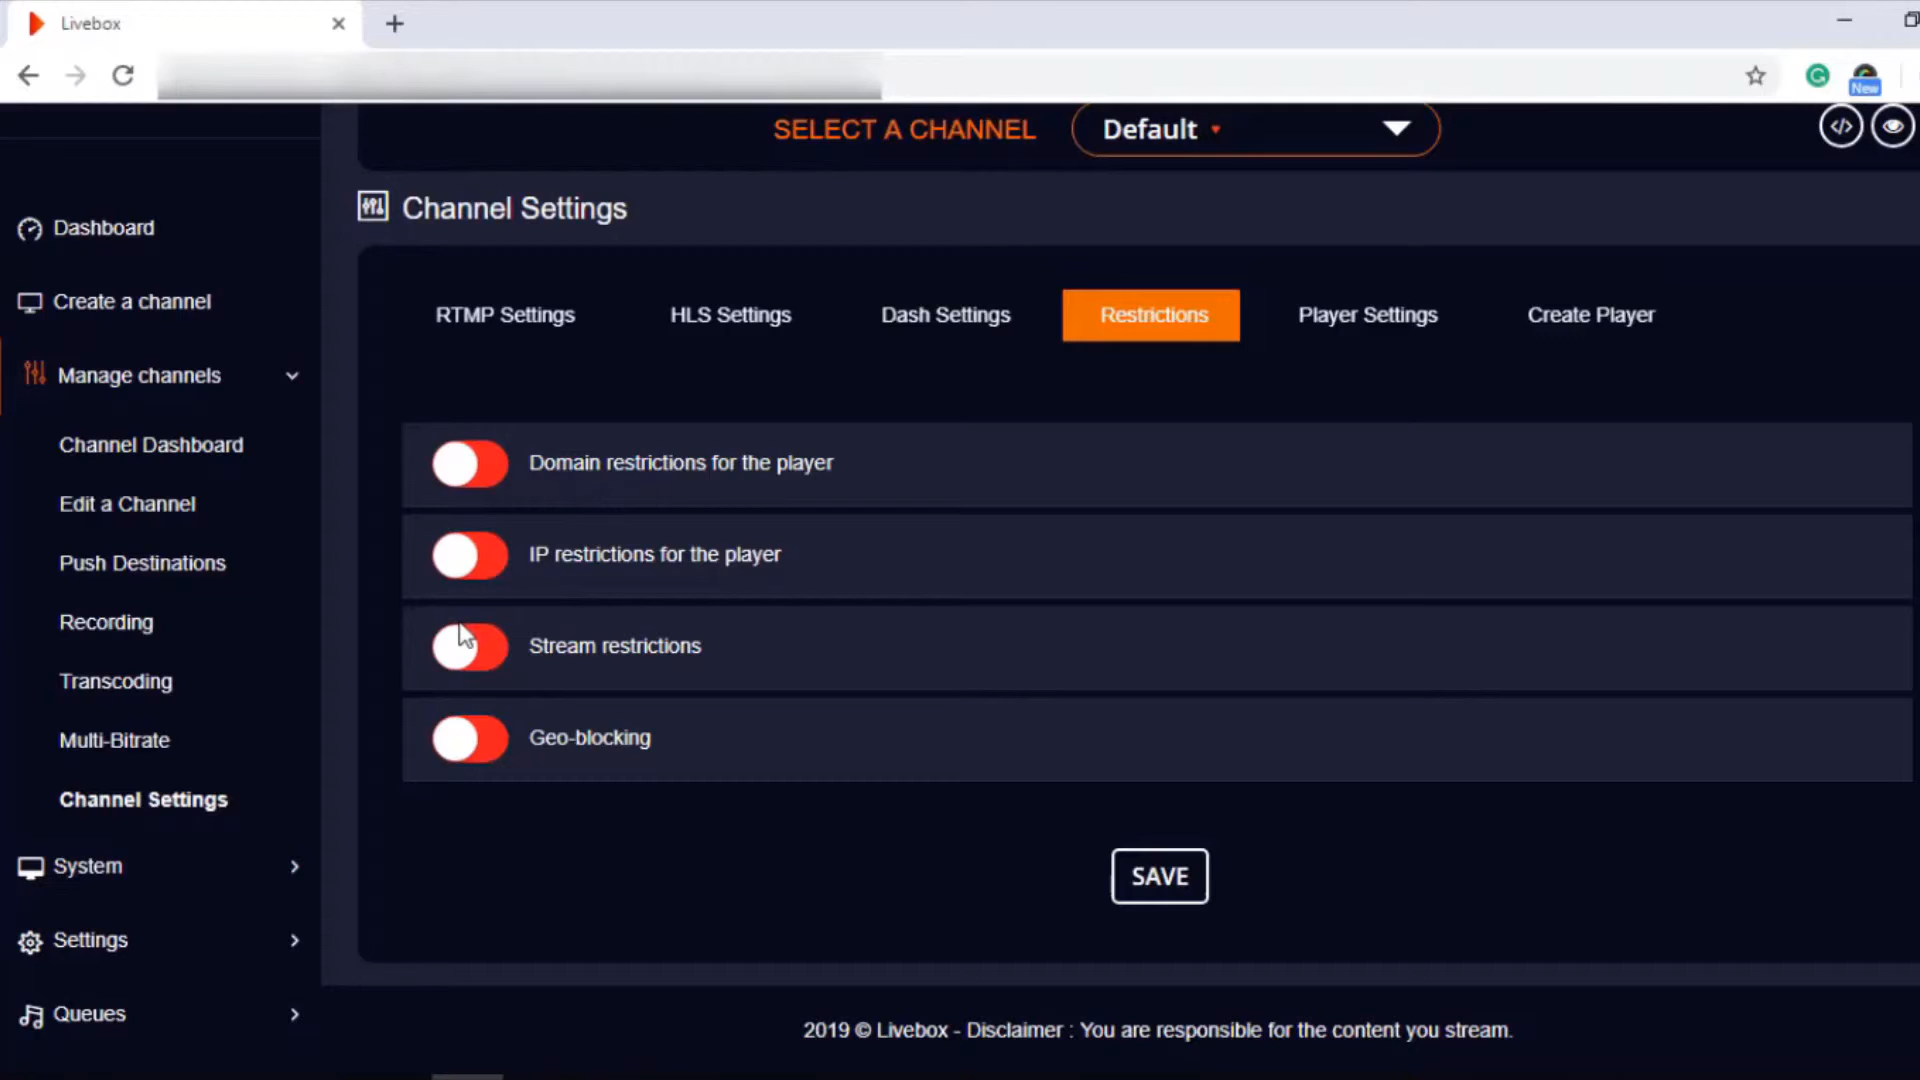 Livebox
New
SELECT A CHANNEL
Default
Channel Settings
Dashboard
Create a channel
Manage channels
Channel Dashboard
Edit a Channel
Push Destinations
Recording
Transcoding
Multi-Bitrate
Channel Settings
System
Settings
Queues
RTMP Settings
HLS Settings
Dash Settings
Restrictions
Player Settings
Create Player
Domain restrictions for the player
IP restrictions for the player
Stream restrictions
Geo-blocking
SAVE
2019 © Livebox - Disclaimer : You are responsible for the content you stream.